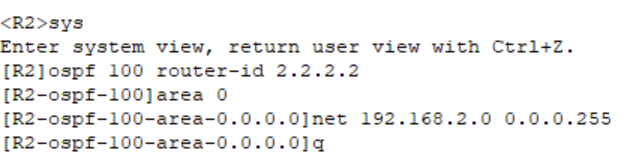 <R2>sys
Enter system view, return user view with Ctrl+Z.
[R2]ospf 100 router-id 2.2.2.2
[R2-ospf-100]area 0
[R2-ospf-100-area-0.0.0.0]net 192.168.2.0 0.0.0.255
[R2-ospf-100-area-0.0.0.0]q